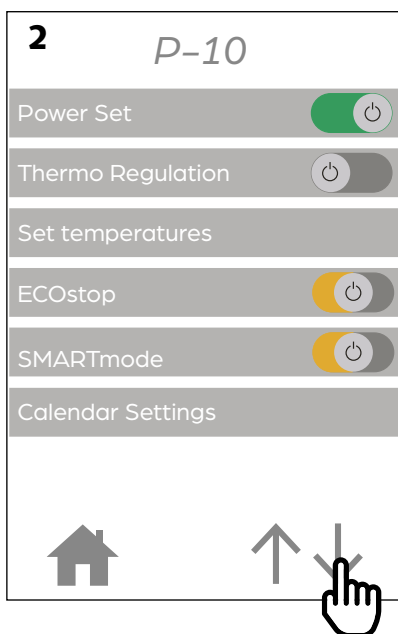 2
P-10
Power Set
Thermo Regulation
Set temperatures
ECOstop
SMARTmode
Calendar Settings